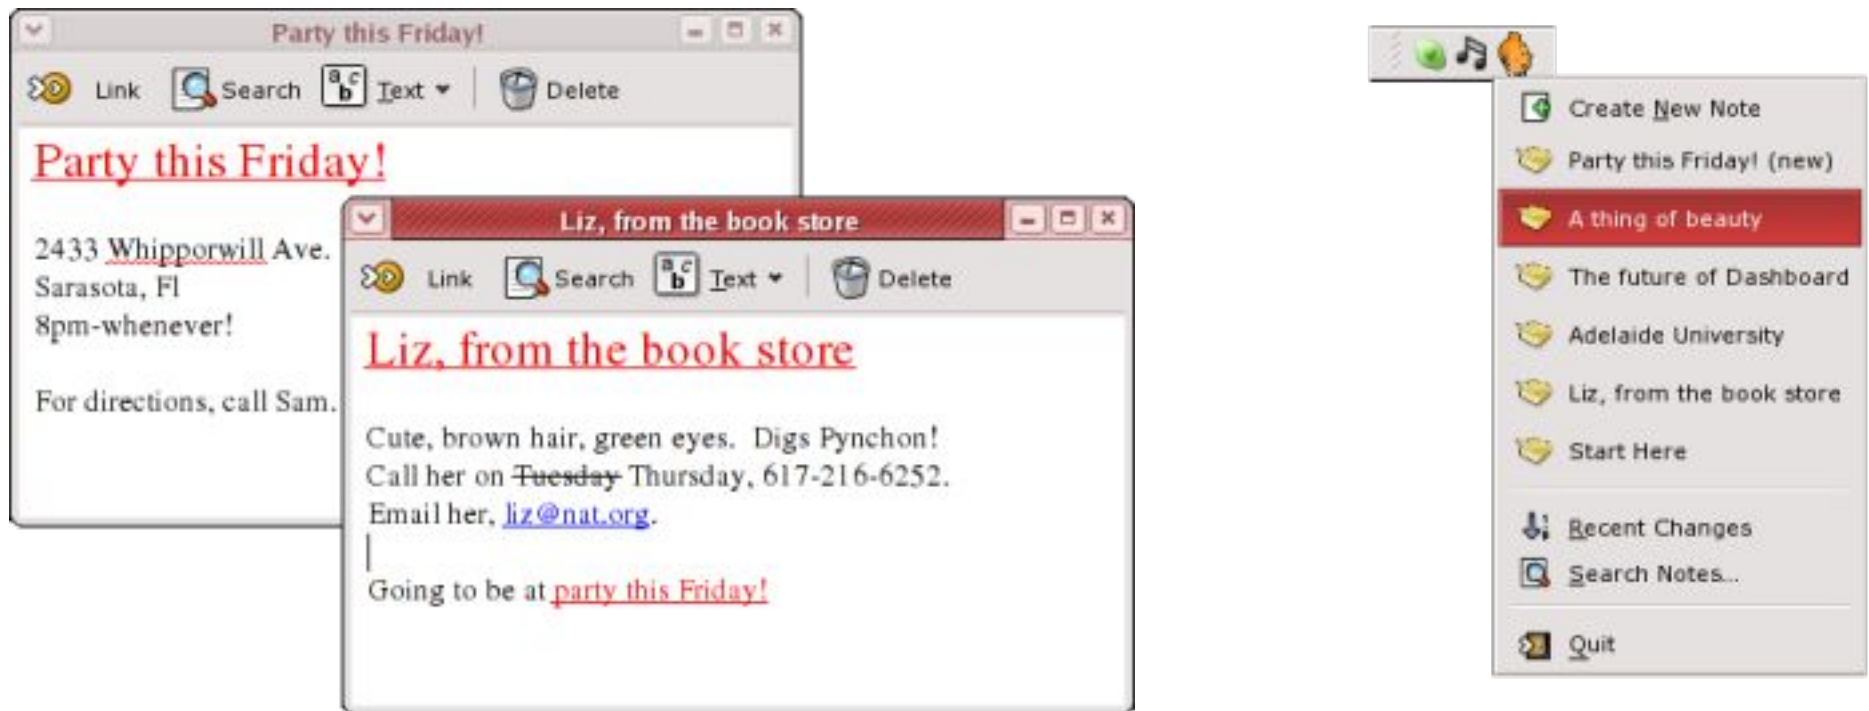 Party this Friday!
Link Search Text Delete
Party this Friday!
2433 Whipporwill Ave.
Sarasota, Fl
8pm-whenever!
For directions, call Sam.
Liz, from the book store
Link Search Text Delete
Liz, from the book store
Cute, brown hair, green eyes. Digs Pynchon!
Call her on Tuesday Thursday, 617-216-6252.
Email her, liz@nat.org.
Going to be at party this Friday!
Create New Note
Party this Friday! (new)
A thing of beauty
The future of Dashboard
Adelaide University
Liz, from the book store
Start Here
Recent Changes
Search Notes...
Quit